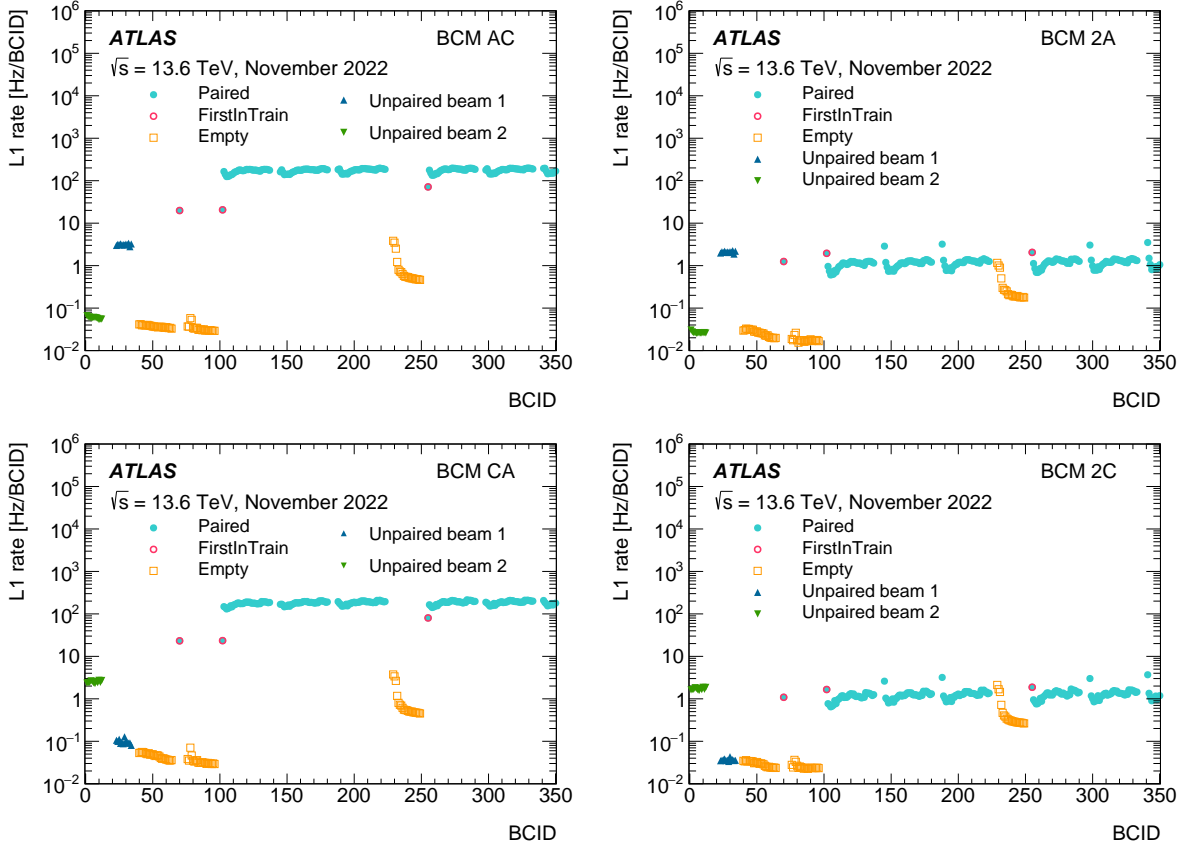 L1 rate [Hz/BCID]
10⁶
10⁵
10⁴
10³
10²
10
1
10⁻¹
10⁻²
ATLAS BCM AC
√s = 13.6 TeV, November 2022
Paired
FirstInTrain
Empty
Unpaired beam 1
Unpaired beam 2
0 50 100 150 200 250 300 350
BCID
L1 rate [Hz/BCID]
10⁶
10⁵
10⁴
10³
10²
10
1
10⁻¹
10⁻²
ATLAS BCM 2A
√s = 13.6 TeV, November 2022
Paired
FirstInTrain
Empty
Unpaired beam 1
Unpaired beam 2
0 50 100 150 200 250 300 350
BCID
L1 rate [Hz/BCID]
10⁶
10⁵
10⁴
10³
10²
10
1
10⁻¹
10⁻²
ATLAS BCM CA
√s = 13.6 TeV, November 2022
Paired
FirstInTrain
Empty
Unpaired beam 1
Unpaired beam 2
0 50 100 150 200 250 300 350
BCID
L1 rate [Hz/BCID]
10⁶
10⁵
10⁴
10³
10²
10
1
10⁻¹
10⁻²
ATLAS BCM 2C
√s = 13.6 TeV, November 2022
Paired
FirstInTrain
Empty
Unpaired beam 1
Unpaired beam 2
0 50 100 150 200 250 300 350
BCID